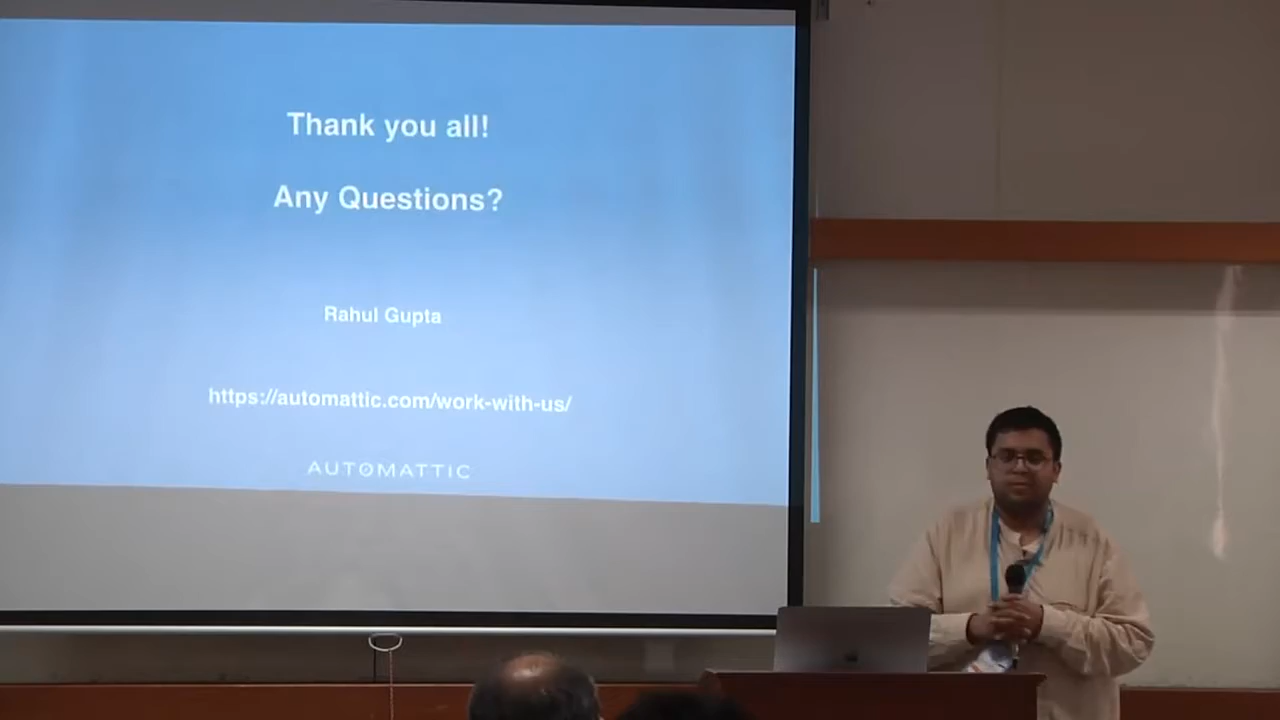 Thank you all!
Any Questions?
Rahul Gupta
https://automattic.com/work-with-us/
AUTOMATTIC